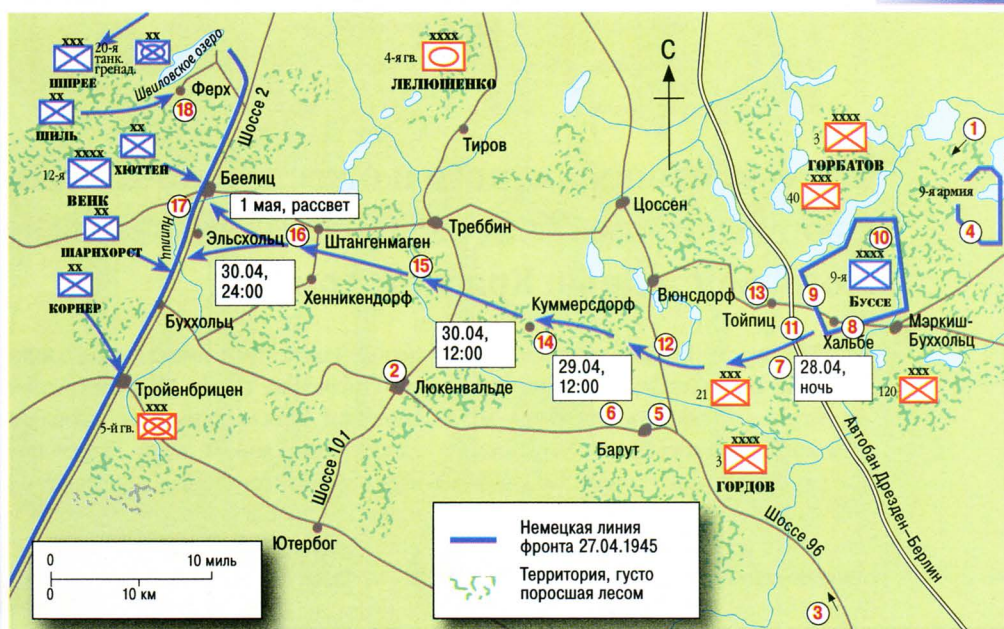 XXX
20-я
танк.
гренад.
XX
ШПРЕЕ
Швиловское озеро
Ферх
18
XX
ШИЛЬ
Шоссе 2
XX
ХЮТТЕН
XXXX
12-я
ВЕНК
Беелиц
17
1 мая, рассвет
XX
ШАРНХОРСТ
Ниплиц
Эльсхольц
16
Штангенмаген
30.04,
24:00
Хенникендорф
XX
КОРНЕР
Буххольц
Тройенбрицен
XXX
5-й гв.
XXXX
4-я гв.
ЛЕЛЮШЕНКО
Тиров
Треббин
15
С
Цоссен
Вюнсдорф
Куммерсдорф
14
30.04,
12:00
29.04,
12:00
12
2
Люкенвальде
6
5
Барут
Шоссе 101
Ютербог
XXXX
3
ГОРБАТОВ
XXX
40
1
9-я армия
4
10
XXXX
9-я
БУССЕ
13
Тойпиц
9
11
8
Хальбе
Мэркиш-
Буххольц
7
28.04,
ночь
XXX
21
XXX
120
XXXX
3
ГОРДОВ
Автобан Дрезден–Берлин
Шоссе 96
3
0
10 миль
0
10 км
Немецкая линия
фронта 27.04.1945
Территория, густо
поросшая лесом